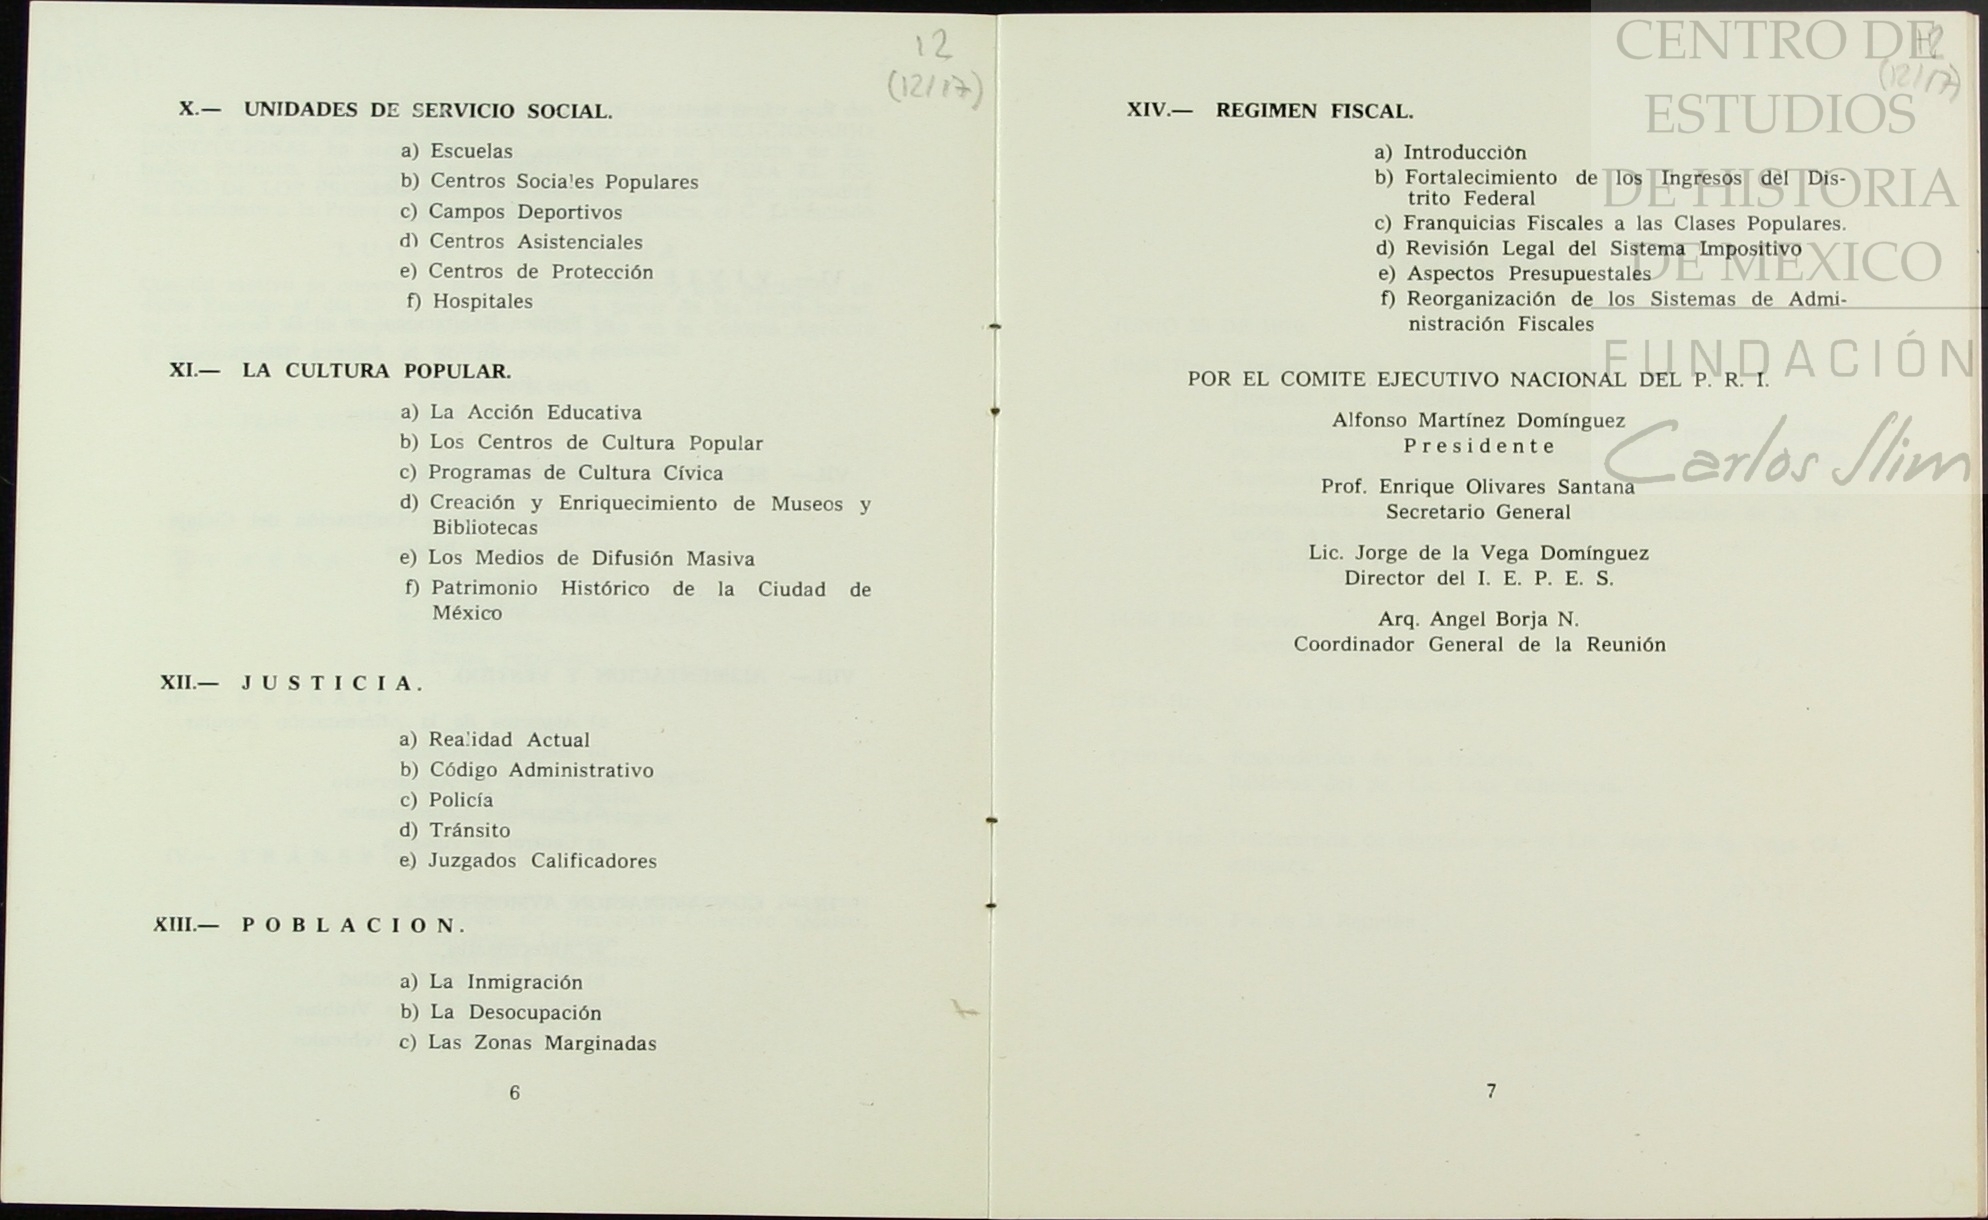 12
(12/17)
X.— UNIDADES DE SERVICIO SOCIAL.
a) Escuelas
b) Centros Sociales Populares
c) Campos Deportivos
d) Centros Asistenciales
e) Centros de Protección
f) Hospitales
XI.— LA CULTURA POPULAR.
a) La Acción Educativa
b) Los Centros de Cultura Popular
c) Programas de Cultura Cívica
d) Creación y Enriquecimiento de Museos y
Bibliotecas
e) Los Medios de Difusión Masiva
f) Patrimonio Histórico de la Ciudad de
México
XII.— J U S T I C I A .
a) Realidad Actual
b) Código Administrativo
c) Policía
d) Tránsito
e) Juzgados Calificadores
XIII.— P O B L A C I O N .
a) La Inmigración
b) La Desocupación
c) Las Zonas Marginadas
6
12
(12/17)
XIV.— REGIMEN FISCAL.
a) Introducción
b) Fortalecimiento de los Ingresos del Dis-
trito Federal
c) Franquicias Fiscales a las Clases Populares.
d) Revisión Legal del Sistema Impositivo
e) Aspectos Presupuestales
f) Reorganización de los Sistemas de Admi-
nistración Fiscales
POR EL COMITE EJECUTIVO NACIONAL DEL P. R. I.
Alfonso Martínez Domínguez
P r e s i d e n t e
Prof. Enrique Olivares Santana
Secretario General
Lic. Jorge de la Vega Domínguez
Director del I. E. P. E. S.
Arq. Angel Borja N.
Coordinador General de la Reunión
7
CENTRO DE
ESTUDIOS
DE HISTORIA
DE MEXICO
FUNDACIÓN
Carlos Slim